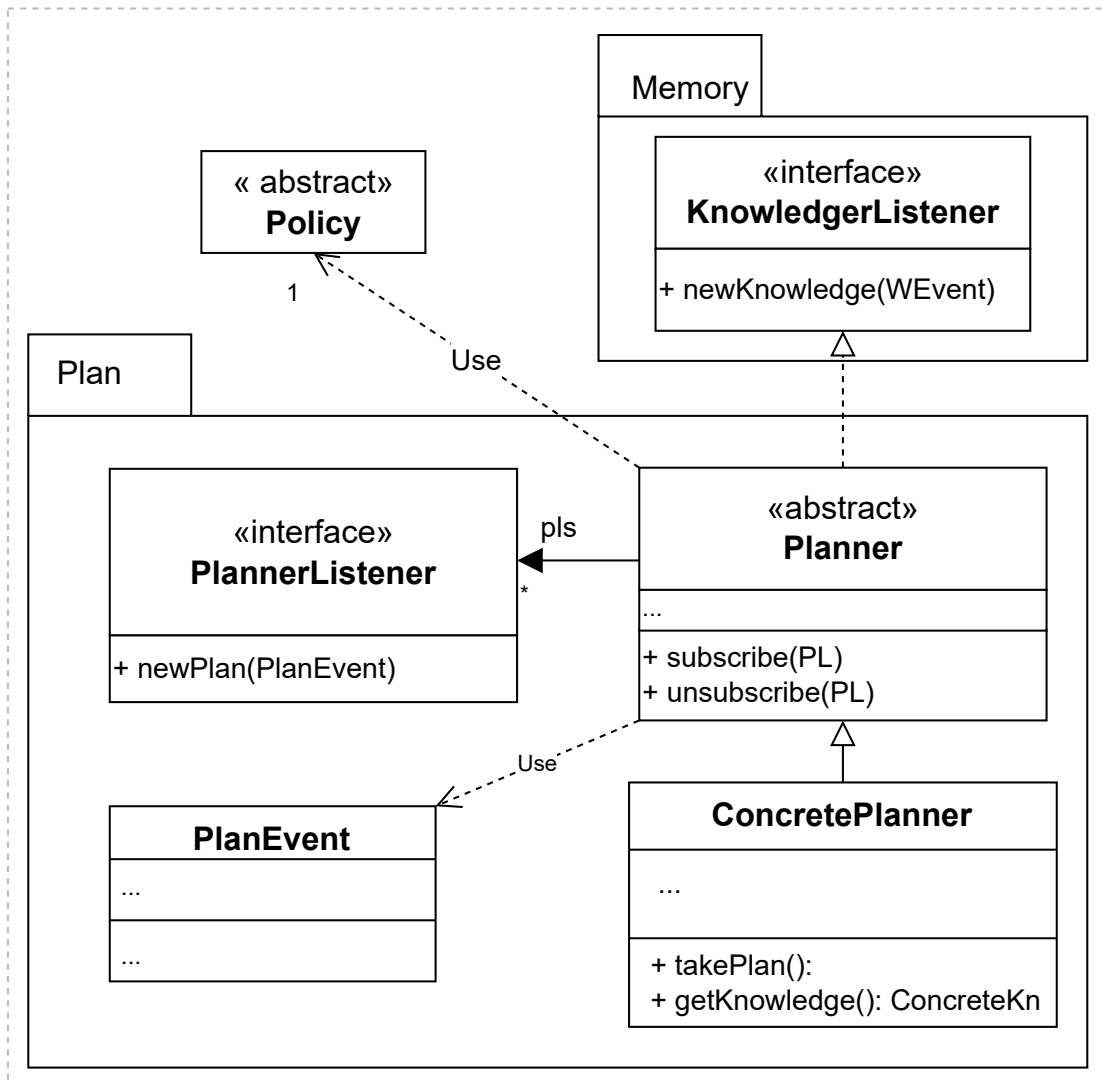 Memory
«interface»
KnowledgerListener
+ newKnowledge(WEvent)
« abstract»
Policy
1
Use
Plan
«interface»
PlannerListener
+ newPlan(PlanEvent)
pls
*
«abstract»
Planner
...
+ subscribe(PL)
+ unsubscribe(PL)
Use
PlanEvent
...
...
ConcretePlanner
...
+ takePlan():
+ getKnowledge(): ConcreteKn